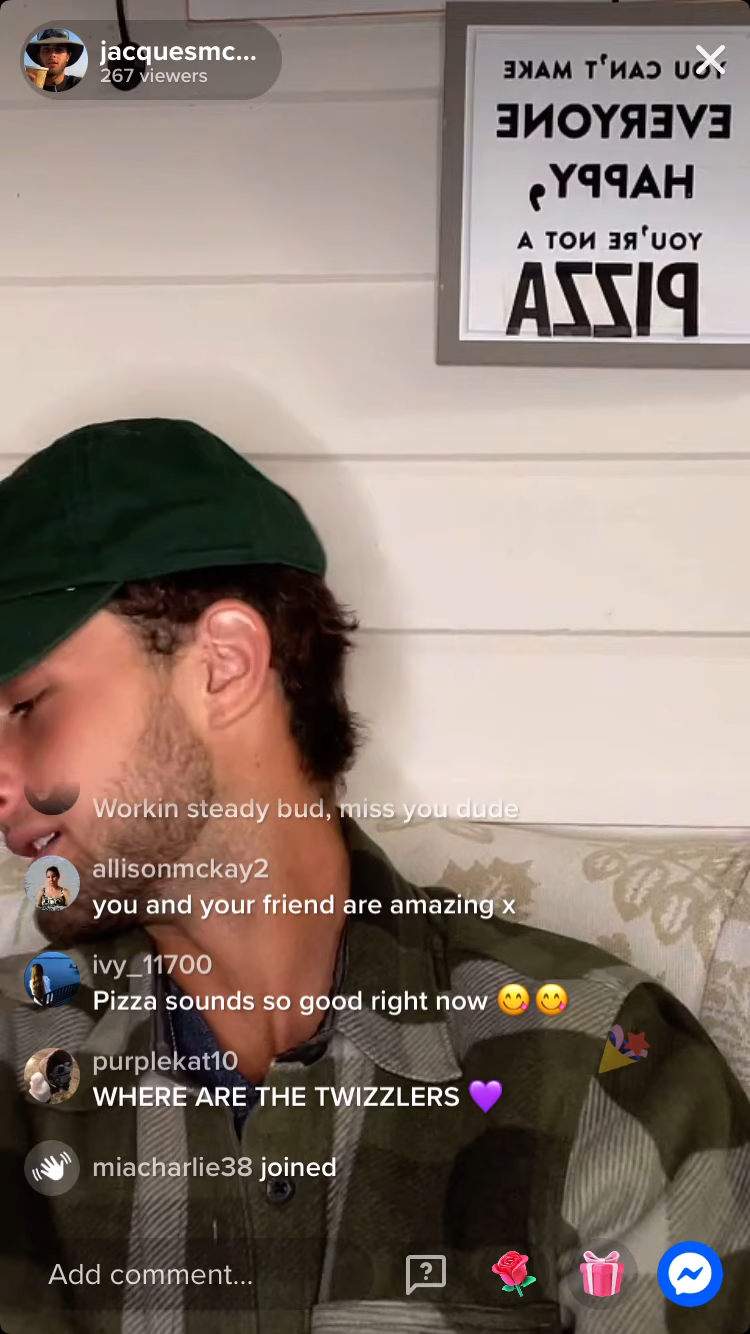 jacquesmc...
267 viewers
YOU CAN'T MAKE
EVERYONE
HAPPY,
YOU'RE NOT A
PIZZA
Workin steady bud, miss you dude
allisonmckay2
you and your friend are amazing x
ivy_11700
Pizza sounds so good right now 😋😋
purplekat10
WHERE ARE THE TWIZZLERS 💜
miacharlie38 joined
Add comment...